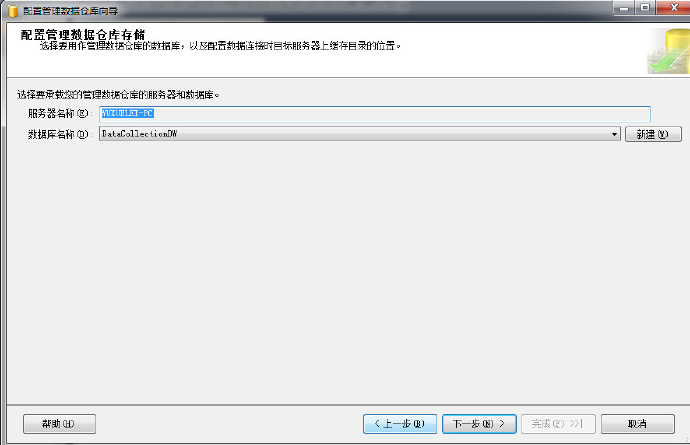 配置管理数据仓库向导
配置管理数据仓库存储
选择要用作管理数据仓库的数据库，以及配置数据连接时目标服务器上缓存目录的位置。
选择要承载您的管理数据仓库的服务器和数据库。
服务器名称(E):
数据库名称(D): DataCollectionDW 新建(W)
帮助(H) < 上一步(B) 下一步(N) > 完成(F) >>| 取消